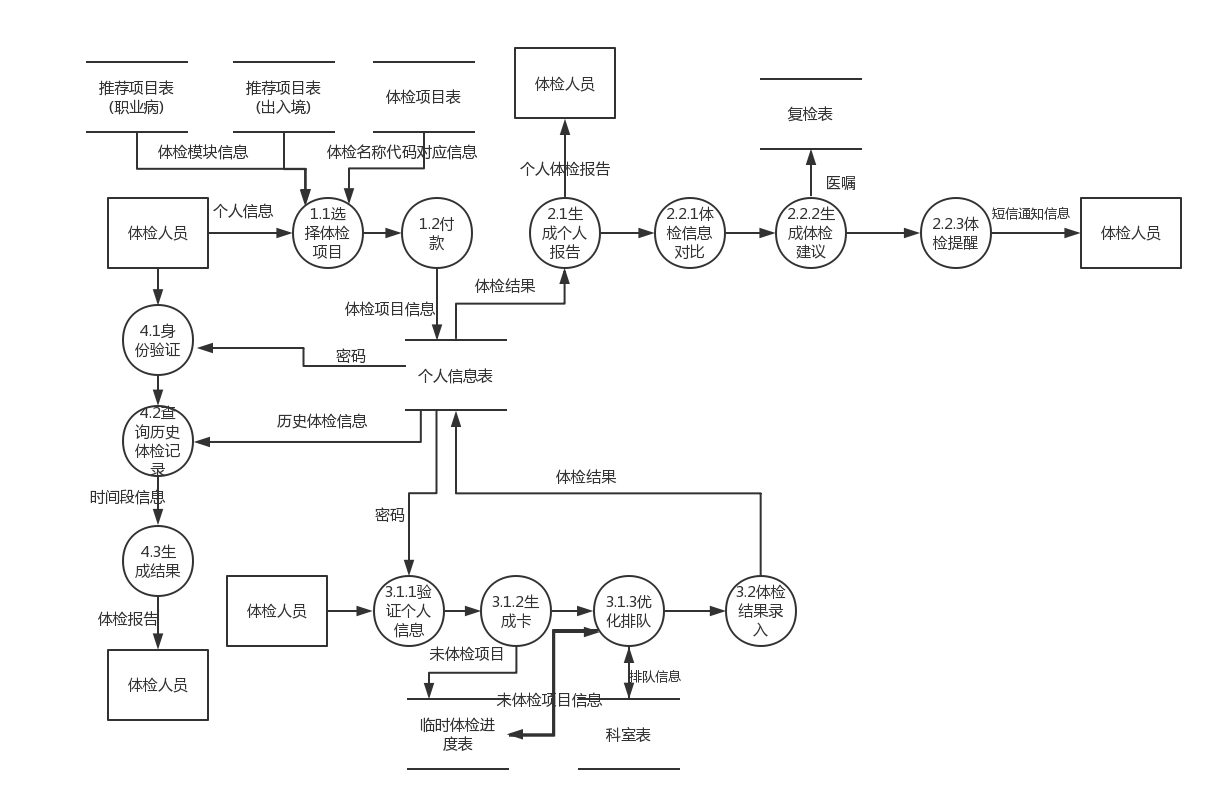 推荐项目表
(职业病)
推荐项目表
(出入境)
体检项目表
体检人员
复检表
体检模块信息
体检名称代码对应信息
个人体检报告
医嘱
体检人员
个人信息
1.1选
择体检
项目
1.2付
款
2.1生
成个人
报告
2.2.1体
检信息
对比
2.2.2生
成体检
建议
2.2.3体
检提醒
短信通知信息
体检人员
体检项目信息
体检结果
4.1身
份验证
密码
个人信息表
4.2查
询历史
体检记
录
历史体检信息
体检结果
时间段信息
密码
4.3生
成结果
体检报告
体检人员
体检人员
3.1.1验
证个人
信息
3.1.2生
成卡
3.1.3优
化排队
3.2体检
结果录
入
未体检项目
排队信息
未体检项目信息
临时体检进
度表
科室表